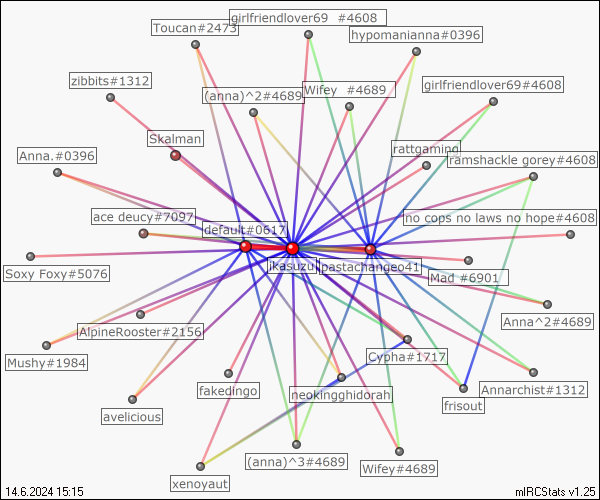 girlfriendlover69 #4608
Toucan#2473
hypomanianna#0396
zibbits#1312
(anna)^2#4689
Wifey #4689
girlfriendlover69#4608
Skalman
rattgaming
Anna.#0396
ramshackle gorey#4608
ace deucy#7097
default#0617
no cops no laws no hope#4608
Soxy Foxy#5076
ikasuzu
pastachangeo41
Mad #6901
Anna^2#4689
AlpineRooster#2156
Mushy#1984
Cypha#1717
fakedingo
neokingghidorah
Annarchist#1312
avelicious
frisout
(anna)^3#4689
Wifey#4689
xenoyaut
14.6.2024 15:15
mIRCStats v1.25